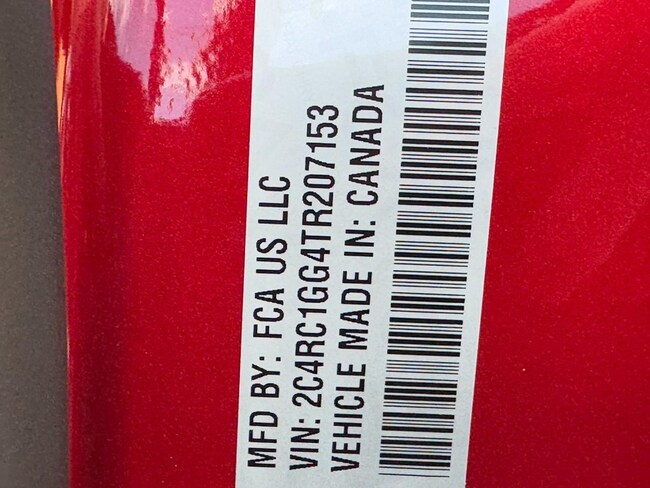 MFD BY: FCA US LLC
VIN: 2C4RC1GG4TR207153
VEHICLE MADE IN: CANADA